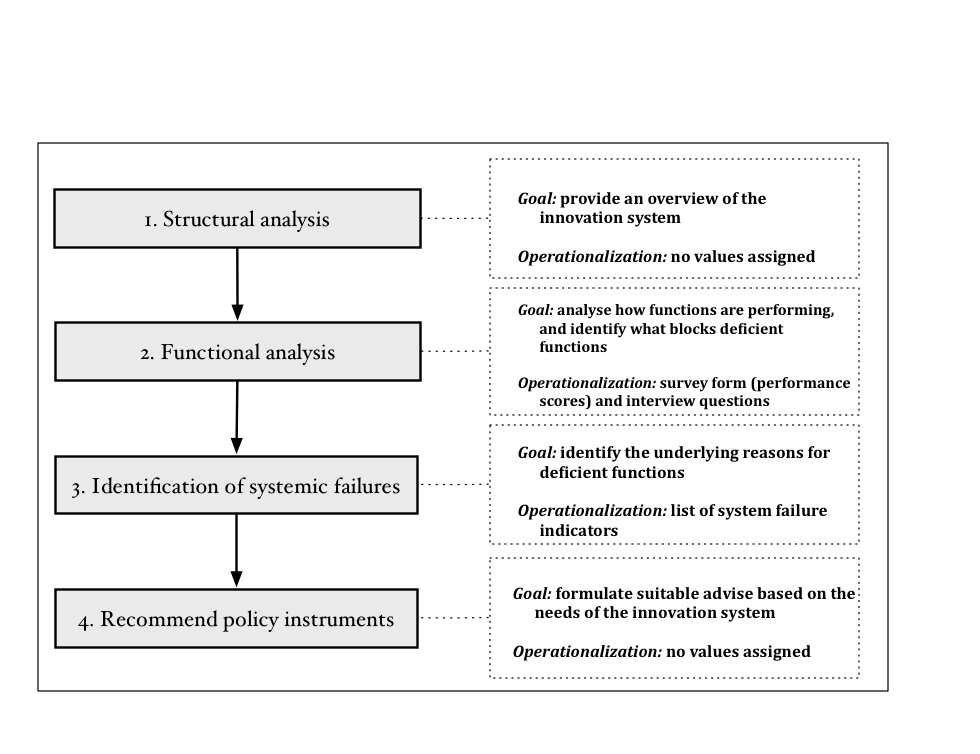 1. Structural analysis
Goal: provide an overview of the
innovation system
Operationalization: no values assigned
2. Functional analysis
Goal: analyse how functions are performing,
and identify what blocks deficient
functions
Operationalization: survey form (performance
scores) and interview questions
3. Identification of systemic failures
Goal: identify the underlying reasons for
deficient functions
Operationalization: list of system failure
indicators
4. Recommend policy instruments
Goal: formulate suitable advise based on the
needs of the innovation system
Operationalization: no values assigned